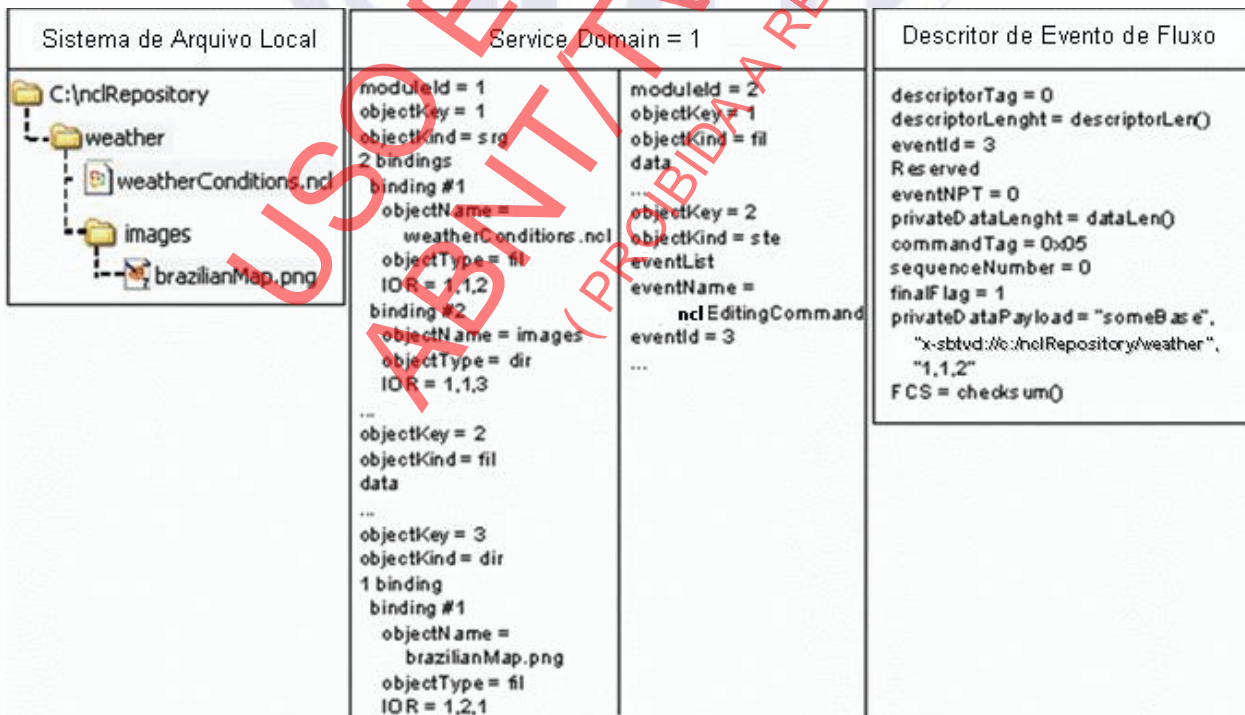 Sistema de Arquivo Local
C:\nclRepository
weather
weatherConditions.ncl
images
brazilianMap.png
Service Domain = 1
moduleId = 1
objectKey = 1
objectKind = srg
2 bindings
binding #1
objectName =
weatherConditions.ncl
objectType = fil
IOR = 1,1,2
binding #2
objectName = images
objectType = dir
IOR = 1,1,3
...
objectKey = 2
objectKind = fil
data
...
objectKey = 3
objectKind = dir
1 binding
binding #1
objectName =
brazilianMap.png
objectType = fil
IOR = 1,2,1
moduleId = 2
objectKey = 1
objectKind = fil
data
...
objectKey = 2
objectKind = ste
eventList
eventName =
nclEditingCommand
eventId = 3
...
Descritor de Evento de Fluxo
descriptorTag = 0
descriptorLenght = descriptorLen()
eventId = 3
Reserved
eventNPT = 0
privateDataLenght = dataLen()
commandTag = 0x05
sequenceNumber = 0
finalFlag = 1
privateDataPayload = "someBase",
"x-sbtvd://c:/nclRepository/weather",
"1,1,2"
FCS = checksum()
USO E
ABNT/TV
( PROIBIDA A RE